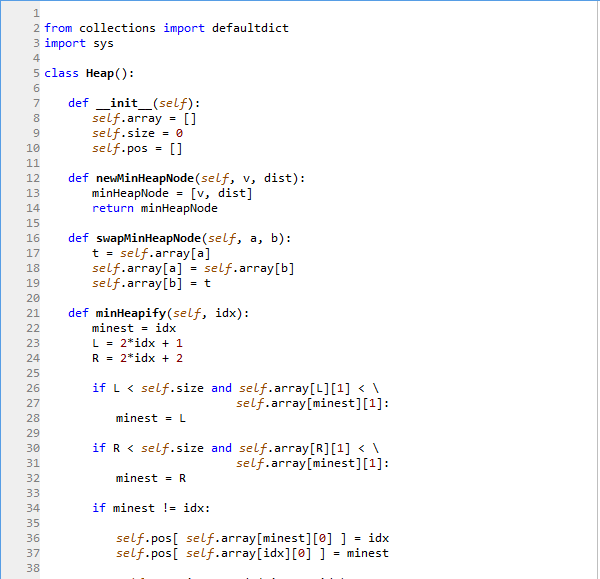 1
2 from collections import defaultdict
3 import sys
4
5 class Heap():
6
7     def __init__(self):
8         self.array = []
9         self.size = 0
10         self.pos = []
11
12     def newMinHeapNode(self, v, dist):
13         minHeapNode = [v, dist]
14         return minHeapNode
15
16     def swapMinHeapNode(self, a, b):
17         t = self.array[a]
18         self.array[a] = self.array[b]
19         self.array[b] = t
20
21     def minHeapify(self, idx):
22         minest = idx
23         L = 2*idx + 1
24         R = 2*idx + 2
25
26         if L < self.size and self.array[L][1] < \
27                                 self.array[minest][1]:
28             minest = L
29
30         if R < self.size and self.array[R][1] < \
31                                 self.array[minest][1]:
32             minest = R
33
34         if minest != idx:
35
36             self.pos[ self.array[minest][0] ] = idx
37             self.pos[ self.array[idx][0] ] = minest
38